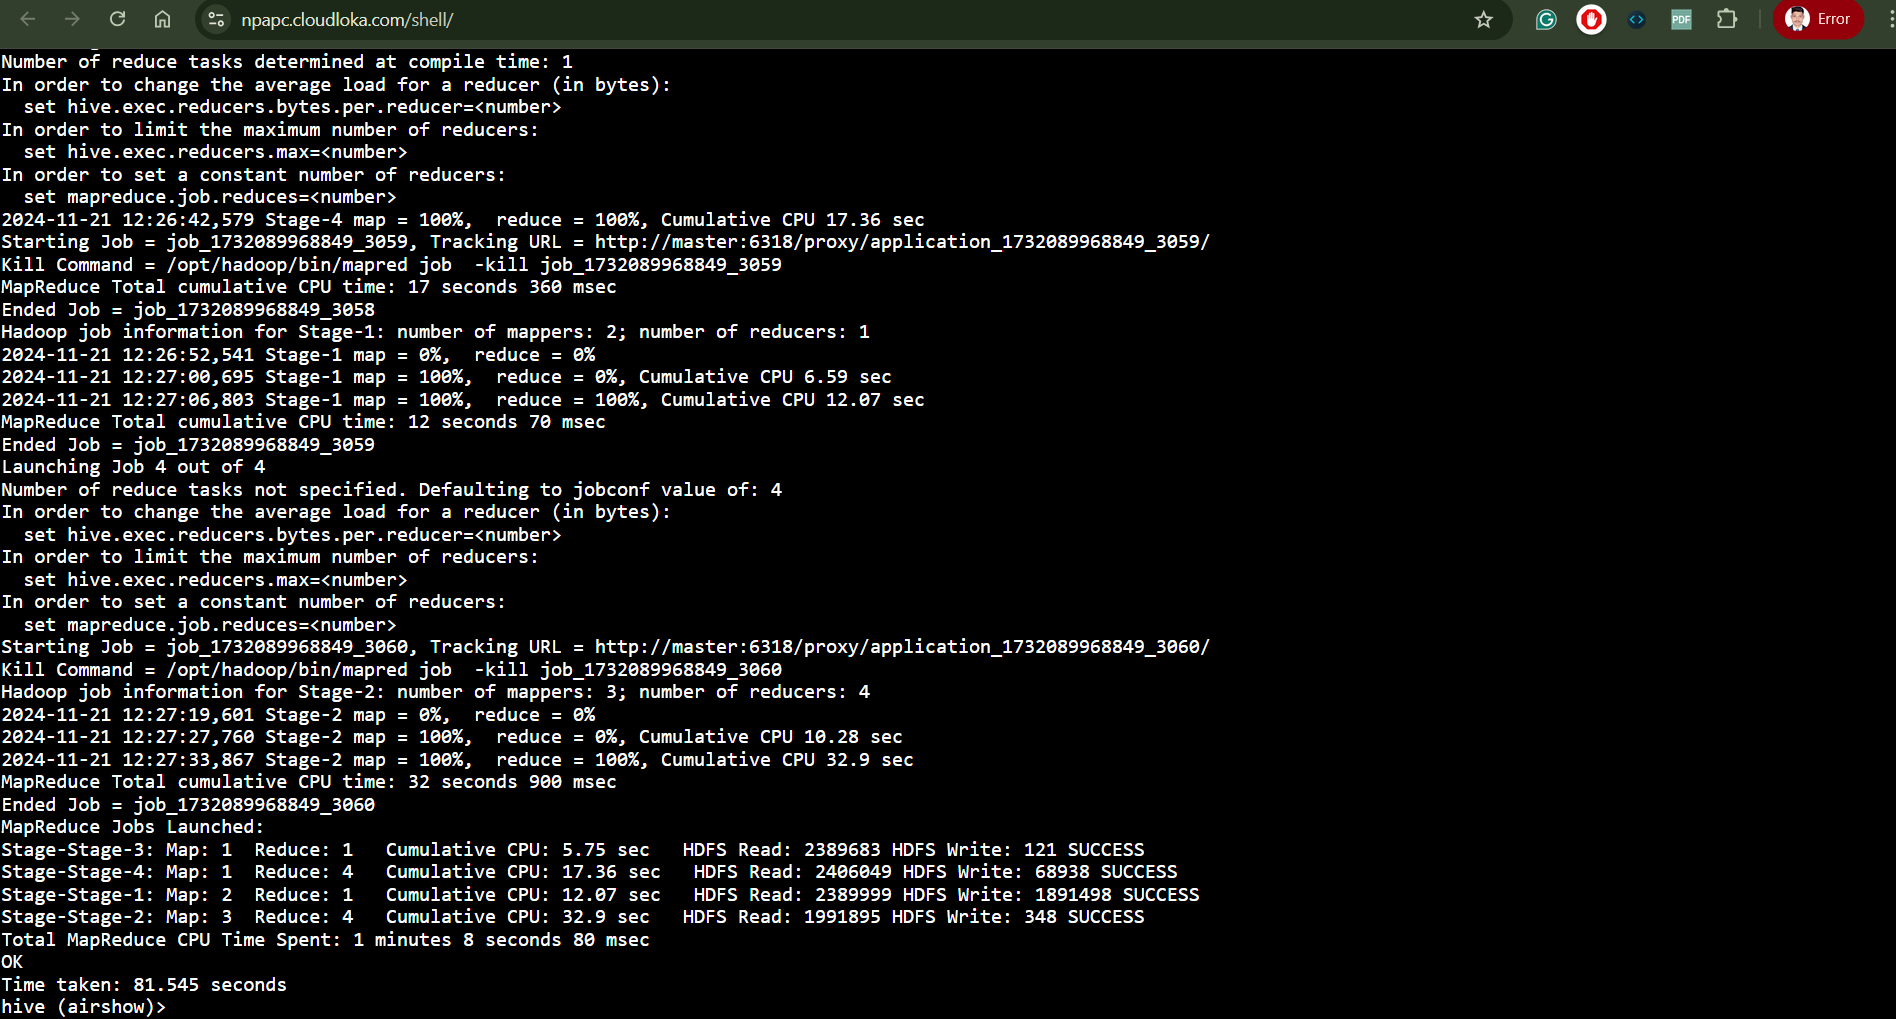 npapc.cloudloka.com/shell/
PDF
Error
Number of reduce tasks determined at compile time: 1
In order to change the average load for a reducer (in bytes):
  set hive.exec.reducers.bytes.per.reducer=<number>
In order to limit the maximum number of reducers:
  set hive.exec.reducers.max=<number>
In order to set a constant number of reducers:
  set mapreduce.job.reduces=<number>
2024-11-21 12:26:42,579 Stage-4 map = 100%,  reduce = 100%, Cumulative CPU 17.36 sec
Starting Job = job_1732089968849_3059, Tracking URL = http://master:6318/proxy/application_1732089968849_3059/
Kill Command = /opt/hadoop/bin/mapred job  -kill job_1732089968849_3059
MapReduce Total cumulative CPU time: 17 seconds 360 msec
Ended Job = job_1732089968849_3058
Hadoop job information for Stage-1: number of mappers: 2; number of reducers: 1
2024-11-21 12:26:52,541 Stage-1 map = 0%,  reduce = 0%
2024-11-21 12:27:00,695 Stage-1 map = 100%,  reduce = 0%, Cumulative CPU 6.59 sec
2024-11-21 12:27:06,803 Stage-1 map = 100%,  reduce = 100%, Cumulative CPU 12.07 sec
MapReduce Total cumulative CPU time: 12 seconds 70 msec
Ended Job = job_1732089968849_3059
Launching Job 4 out of 4
Number of reduce tasks not specified. Defaulting to jobconf value of: 4
In order to change the average load for a reducer (in bytes):
  set hive.exec.reducers.bytes.per.reducer=<number>
In order to limit the maximum number of reducers:
  set hive.exec.reducers.max=<number>
In order to set a constant number of reducers:
  set mapreduce.job.reduces=<number>
Starting Job = job_1732089968849_3060, Tracking URL = http://master:6318/proxy/application_1732089968849_3060/
Kill Command = /opt/hadoop/bin/mapred job  -kill job_1732089968849_3060
Hadoop job information for Stage-2: number of mappers: 3; number of reducers: 4
2024-11-21 12:27:19,601 Stage-2 map = 0%,  reduce = 0%
2024-11-21 12:27:27,760 Stage-2 map = 100%,  reduce = 0%, Cumulative CPU 10.28 sec
2024-11-21 12:27:33,867 Stage-2 map = 100%,  reduce = 100%, Cumulative CPU 32.9 sec
MapReduce Total cumulative CPU time: 32 seconds 900 msec
Ended Job = job_1732089968849_3060
MapReduce Jobs Launched:
Stage-Stage-3: Map: 1  Reduce: 1   Cumulative CPU: 5.75 sec   HDFS Read: 2389683 HDFS Write: 121 SUCCESS
Stage-Stage-4: Map: 1  Reduce: 4   Cumulative CPU: 17.36 sec   HDFS Read: 2406049 HDFS Write: 68938 SUCCESS
Stage-Stage-1: Map: 2  Reduce: 1   Cumulative CPU: 12.07 sec   HDFS Read: 2389999 HDFS Write: 1891498 SUCCESS
Stage-Stage-2: Map: 3  Reduce: 4   Cumulative CPU: 32.9 sec   HDFS Read: 1991895 HDFS Write: 348 SUCCESS
Total MapReduce CPU Time Spent: 1 minutes 8 seconds 80 msec
OK
Time taken: 81.545 seconds
hive (airshow)>